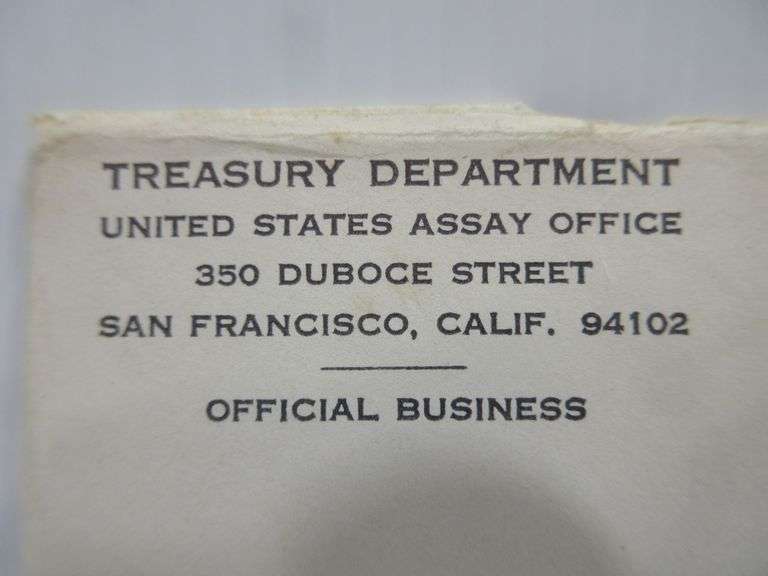 TREASURY DEPARTMENT
UNITED STATES ASSAY OFFICE
350 DUBOCE STREET
SAN FRANCISCO, CALIF. 94102
OFFICIAL BUSINESS